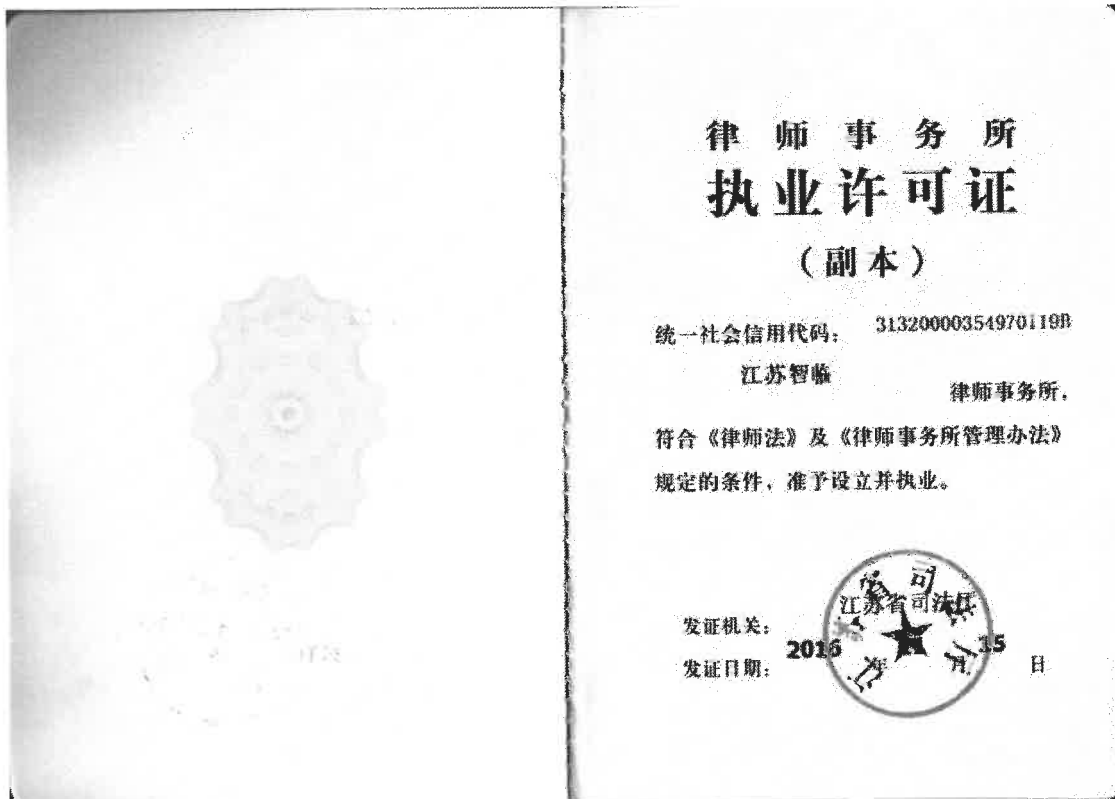 律师事务所
执业许可证
（副本）
统一社会信用代码： 31320000354970119B
江苏智临
律师事务所，
符合《律师法》及《律师事务所管理办法》
规定的条件，准予设立并执业。
发证机关： 江苏省司法厅
发证日期： 2016 年 月 15 日